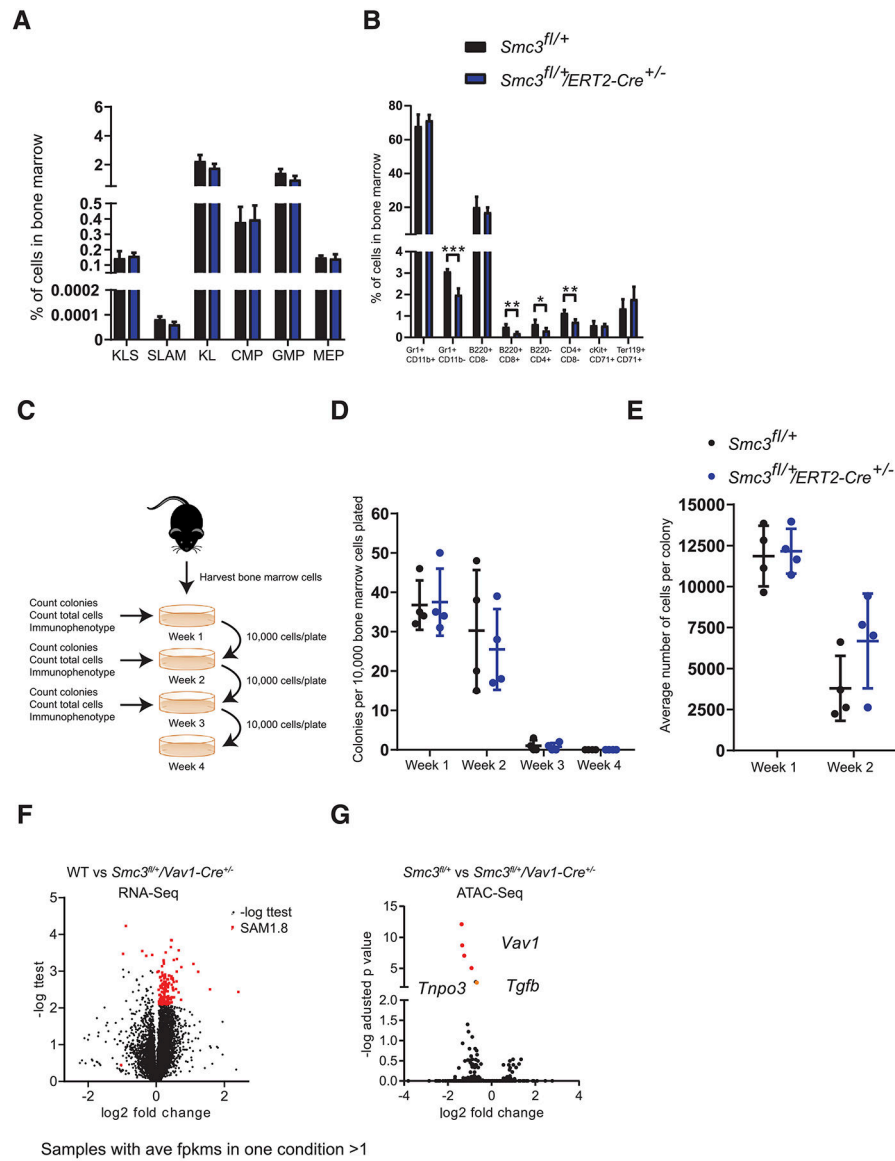 A
% of cells in bone marrow
6
4
2
0.5
0.4
0.3
0.2
0.1
0.0002
0.0001
0
KLS SLAM KL CMP GMP MEP
B
Smc3fl/+
Smc3fl/+/ERT2-Cre+/-
% of cells in bone marrow
80
60
40
20
4
3
2
1
0
***
**
*
**
Gr1+ Gr1+ B220+ B220+ B220- CD4+ cKit+ Ter119+
CD11b+ CD11b- CD8- CD8+ CD4+ CD8- CD71+ CD71+
C
Harvest bone marrow cells
Count colonies
Count total cells
Immunophenotype
Week 1
10,000 cells/plate
Count colonies
Count total cells
Immunophenotype
Week 2
10,000 cells/plate
Count colonies
Count total cells
Immunophenotype
Week 3
10,000 cells/plate
Week 4
D
Colonies per 10,000 bone marrow cells plated
60
50
40
30
20
10
0
Week 1 Week 2 Week 3 Week 4
E
Smc3fl/+
Smc3fl/+/ERT2-Cre+/-
Average number of cells per colony
15000
12500
10000
7500
5000
2500
0
Week 1 Week 2
F
WT vs Smc3fl/+/Vav1-Cre+/-
RNA-Seq
-log ttest
SAM1.8
-log ttest
5
4
3
2
1
0
-2 0 2
log2 fold change
G
Smc3fl/+ vs Smc3fl/+/Vav1-Cre+/-
ATAC-Seq
-log adusted p value
15
10
5
0
2.0
1.5
1.0
0.5
0.0
Vav1
Tnpo3 Tgfb
-4 -2 0 2 4
log2 fold change
Samples with ave fpkms in one condition >1